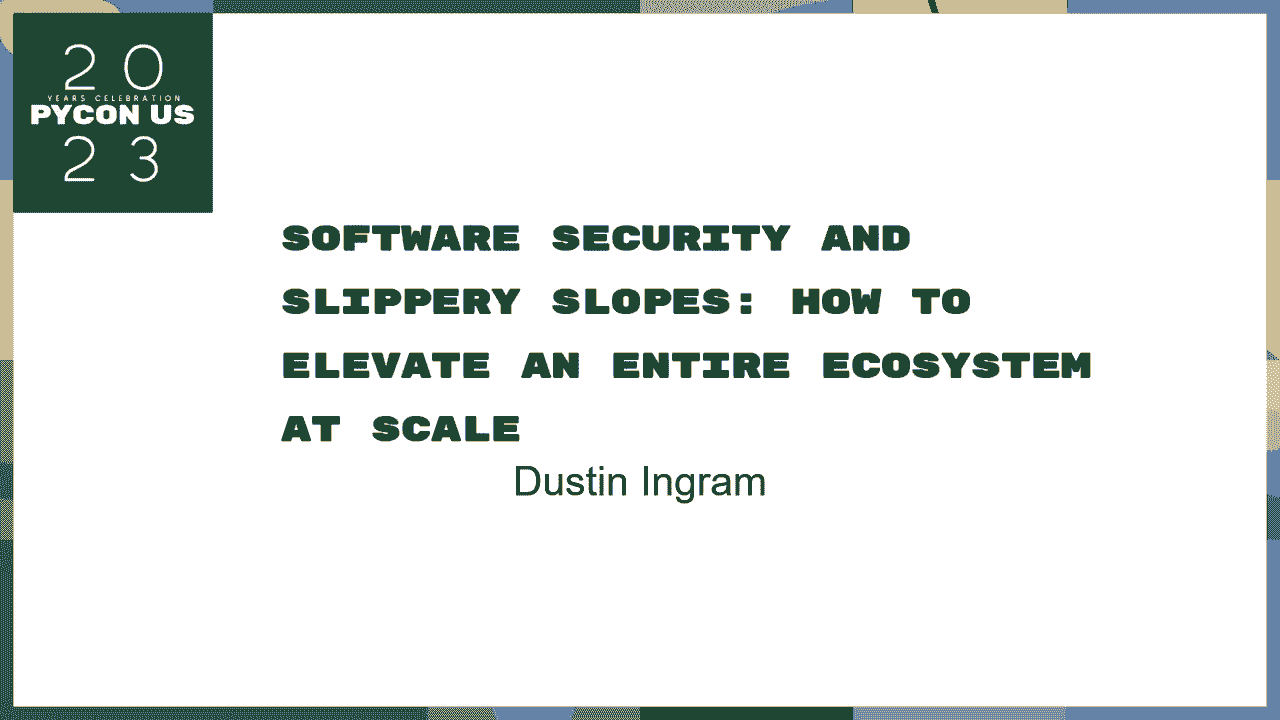 20
YEARS CELEBRATION
PYCON US
23
SOFTWARE SECURITY AND
SLIPPERY SLOPES: HOW TO
ELEVATE AN ENTIRE ECOSYSTEM
AT SCALE
Dustin Ingram